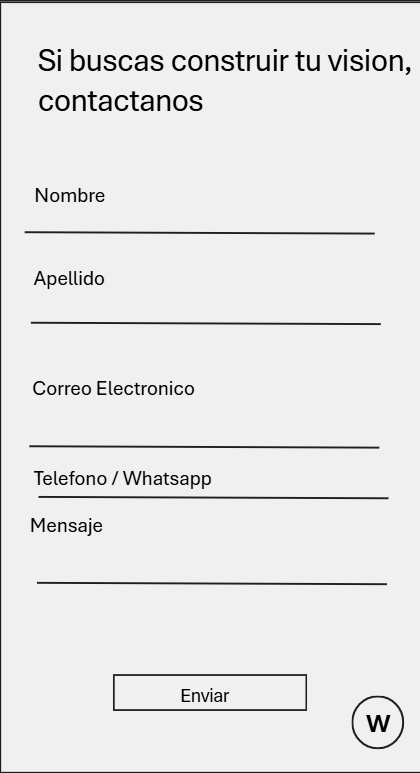 Si buscas construir tu vision,
contactanos
Nombre
Apellido
Correo Electronico
Telefono / Whatsapp
Mensaje
Enviar
W